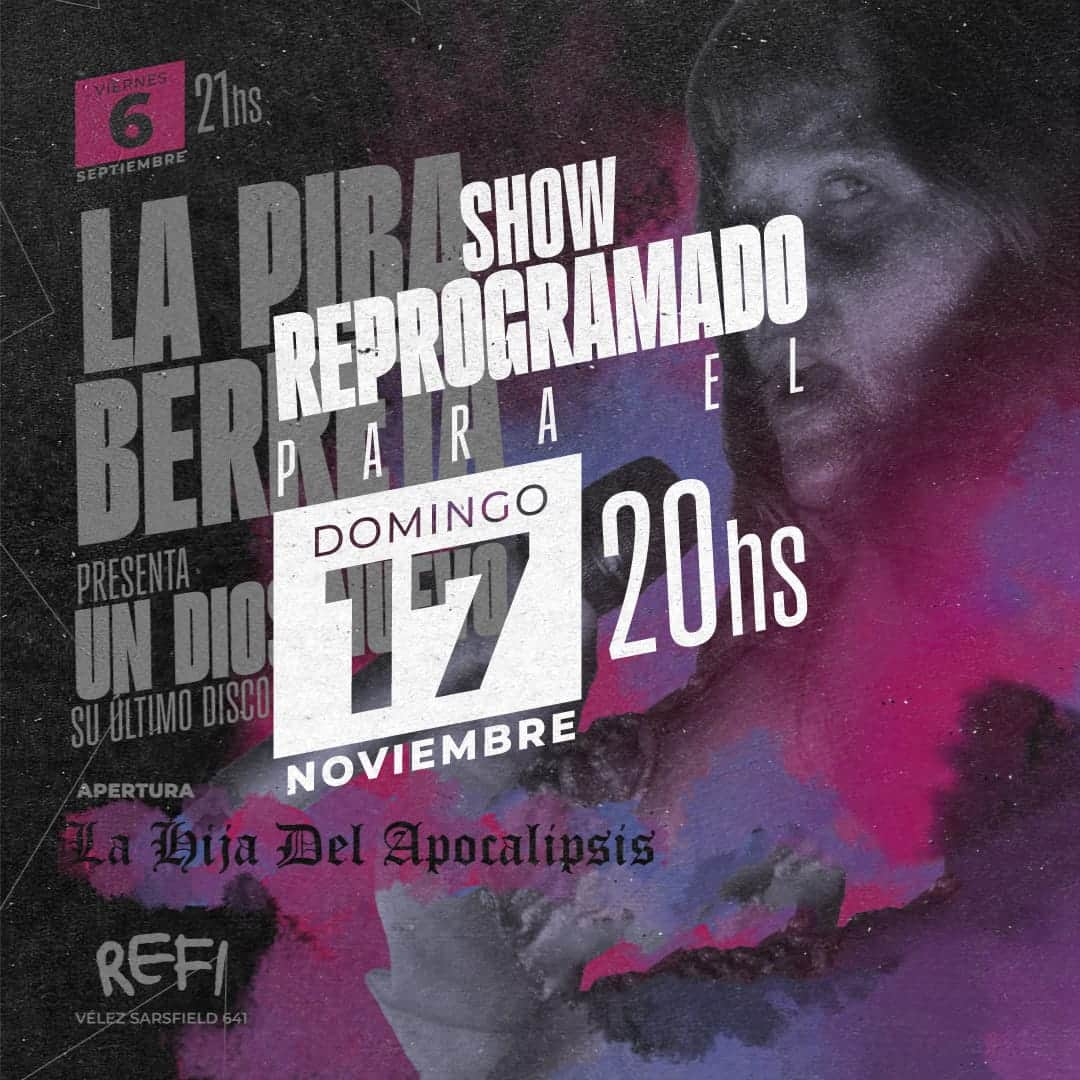 VIERNES
6
SEPTIEMBRE
21hs
LA PIBA
BERRETA
PRESENTA
UN DIOS NUEVO
SU ÚLTIMO DISCO
SHOW
REPROGRAMADO
PARA EL
DOMINGO
17
NOVIEMBRE
20hs
APERTURA
La Hija Del Apocalipsis
REFI
VÉLEZ SARSFIELD 641